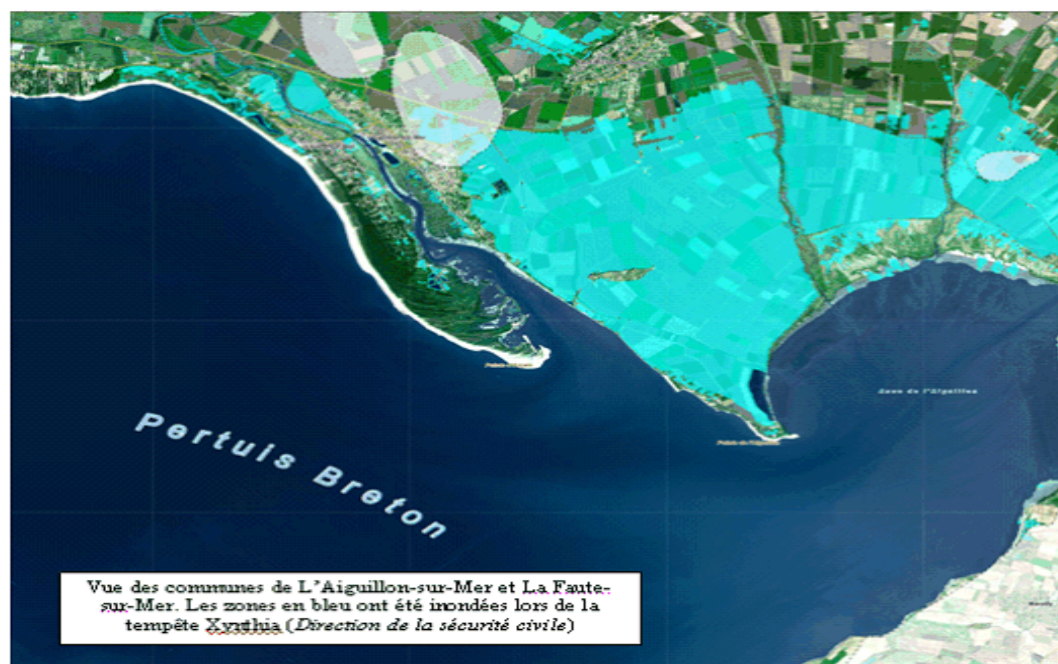 Pertuis Breton
Vue des communes de L'Aiguillon-sur-Mer et La Faute-
sur-Mer. Les zones en bleu ont été inondées lors de la
tempête Xynthia (Direction de la sécurité civile)